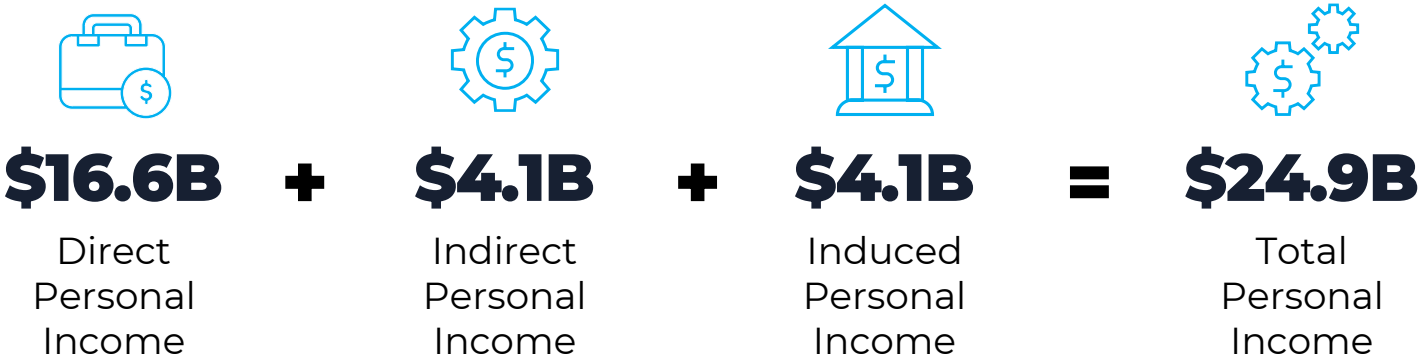 $16.6B + $4.1B + $4.1B = $24.9B
Direct Personal Income
Indirect Personal Income
Induced Personal Income
Total Personal Income